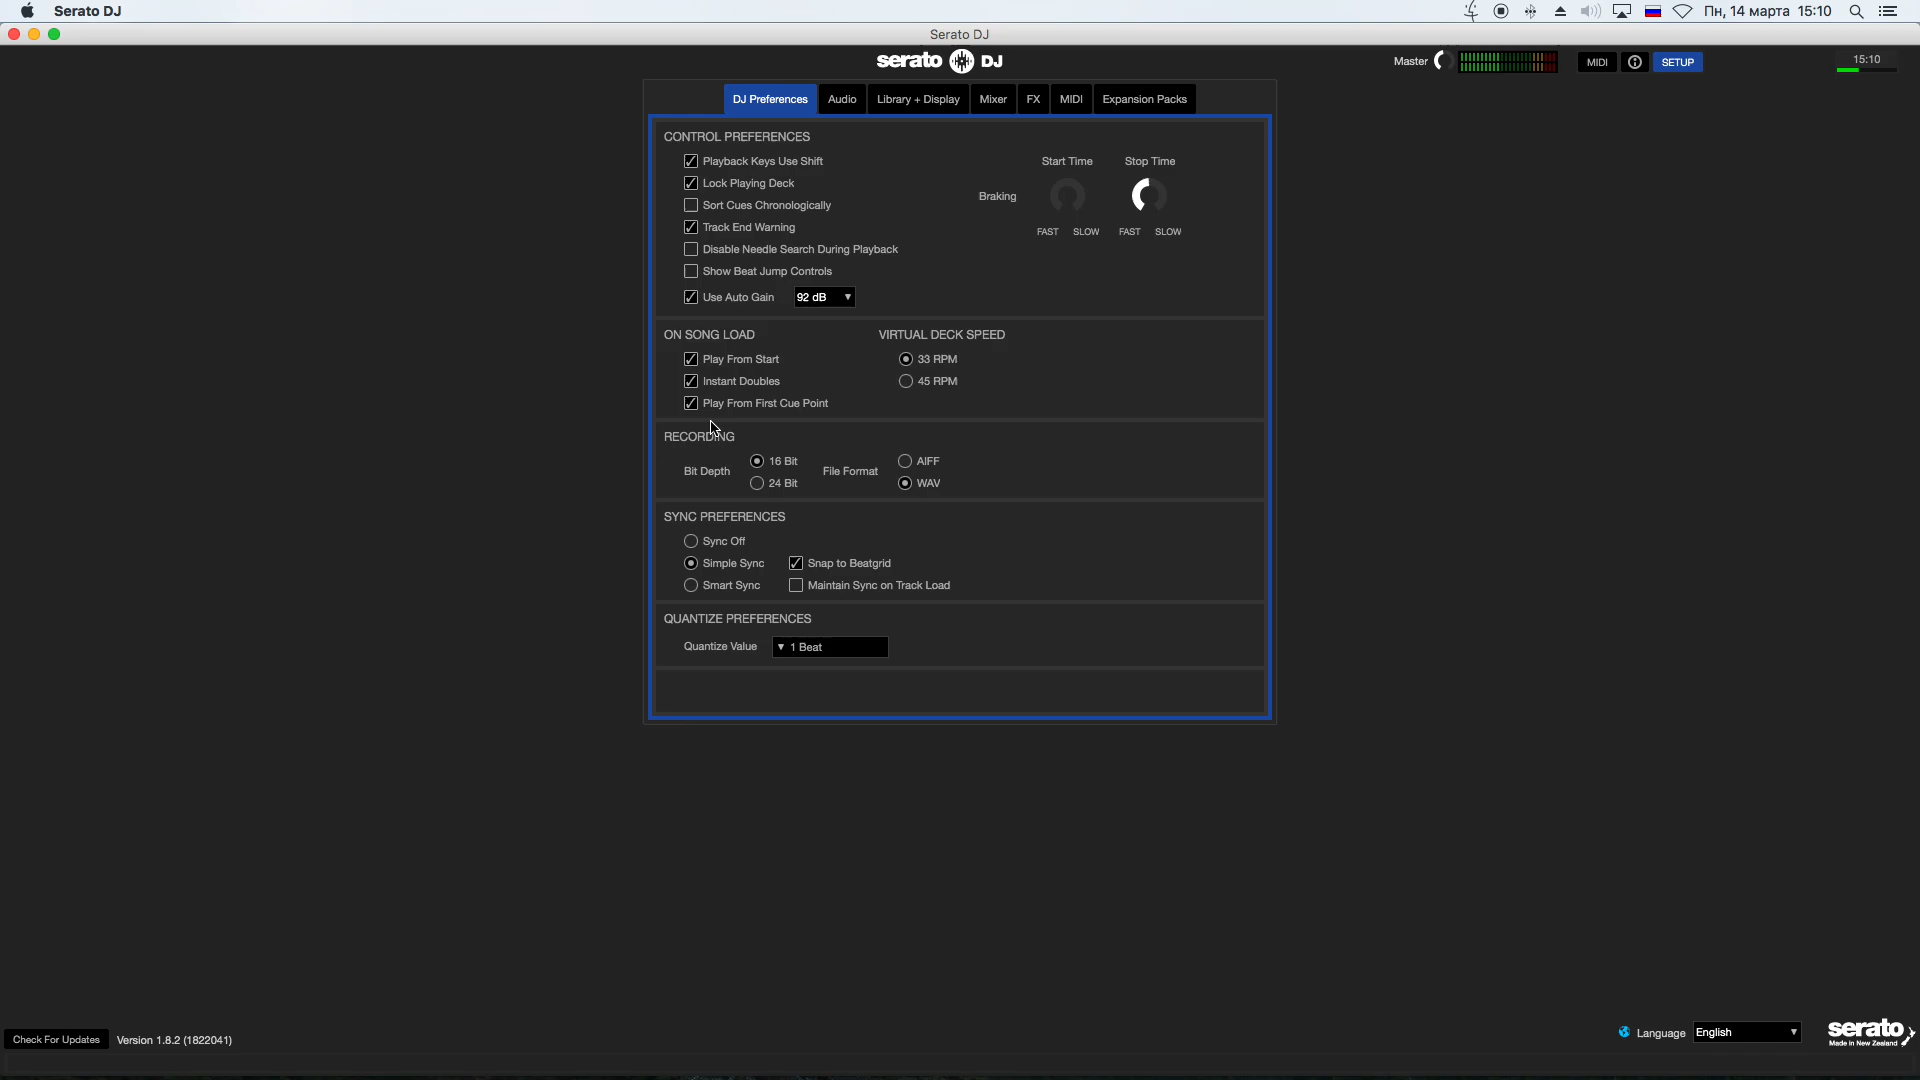 Serato DJ
Пн, 14 марта 15:10
Serato DJ
serato DJ
Master
MIDI
SETUP
15:10
DJ Preferences
Audio
Library + Display
Mixer
FX
MIDI
Expansion Packs
CONTROL PREFERENCES
Playback Keys Use Shift
Lock Playing Deck
Sort Cues Chronologically
Track End Warning
Disable Needle Search During Playback
Show Beat Jump Controls
Use Auto Gain 92 dB
Start Time Stop Time
Braking
FAST SLOW FAST SLOW
ON SONG LOAD
Play From Start
Instant Doubles
Play From First Cue Point
VIRTUAL DECK SPEED
33 RPM
45 RPM
RECORDING
Bit Depth
16 Bit
24 Bit
File Format
AIFF
WAV
SYNC PREFERENCES
Sync Off
Simple Sync Snap to Beatgrid
Smart Sync Maintain Sync on Track Load
QUANTIZE PREFERENCES
Quantize Value 1 Beat
Check For Updates Version 1.8.2 (1822041)
Language English
serato
Made in New Zealand